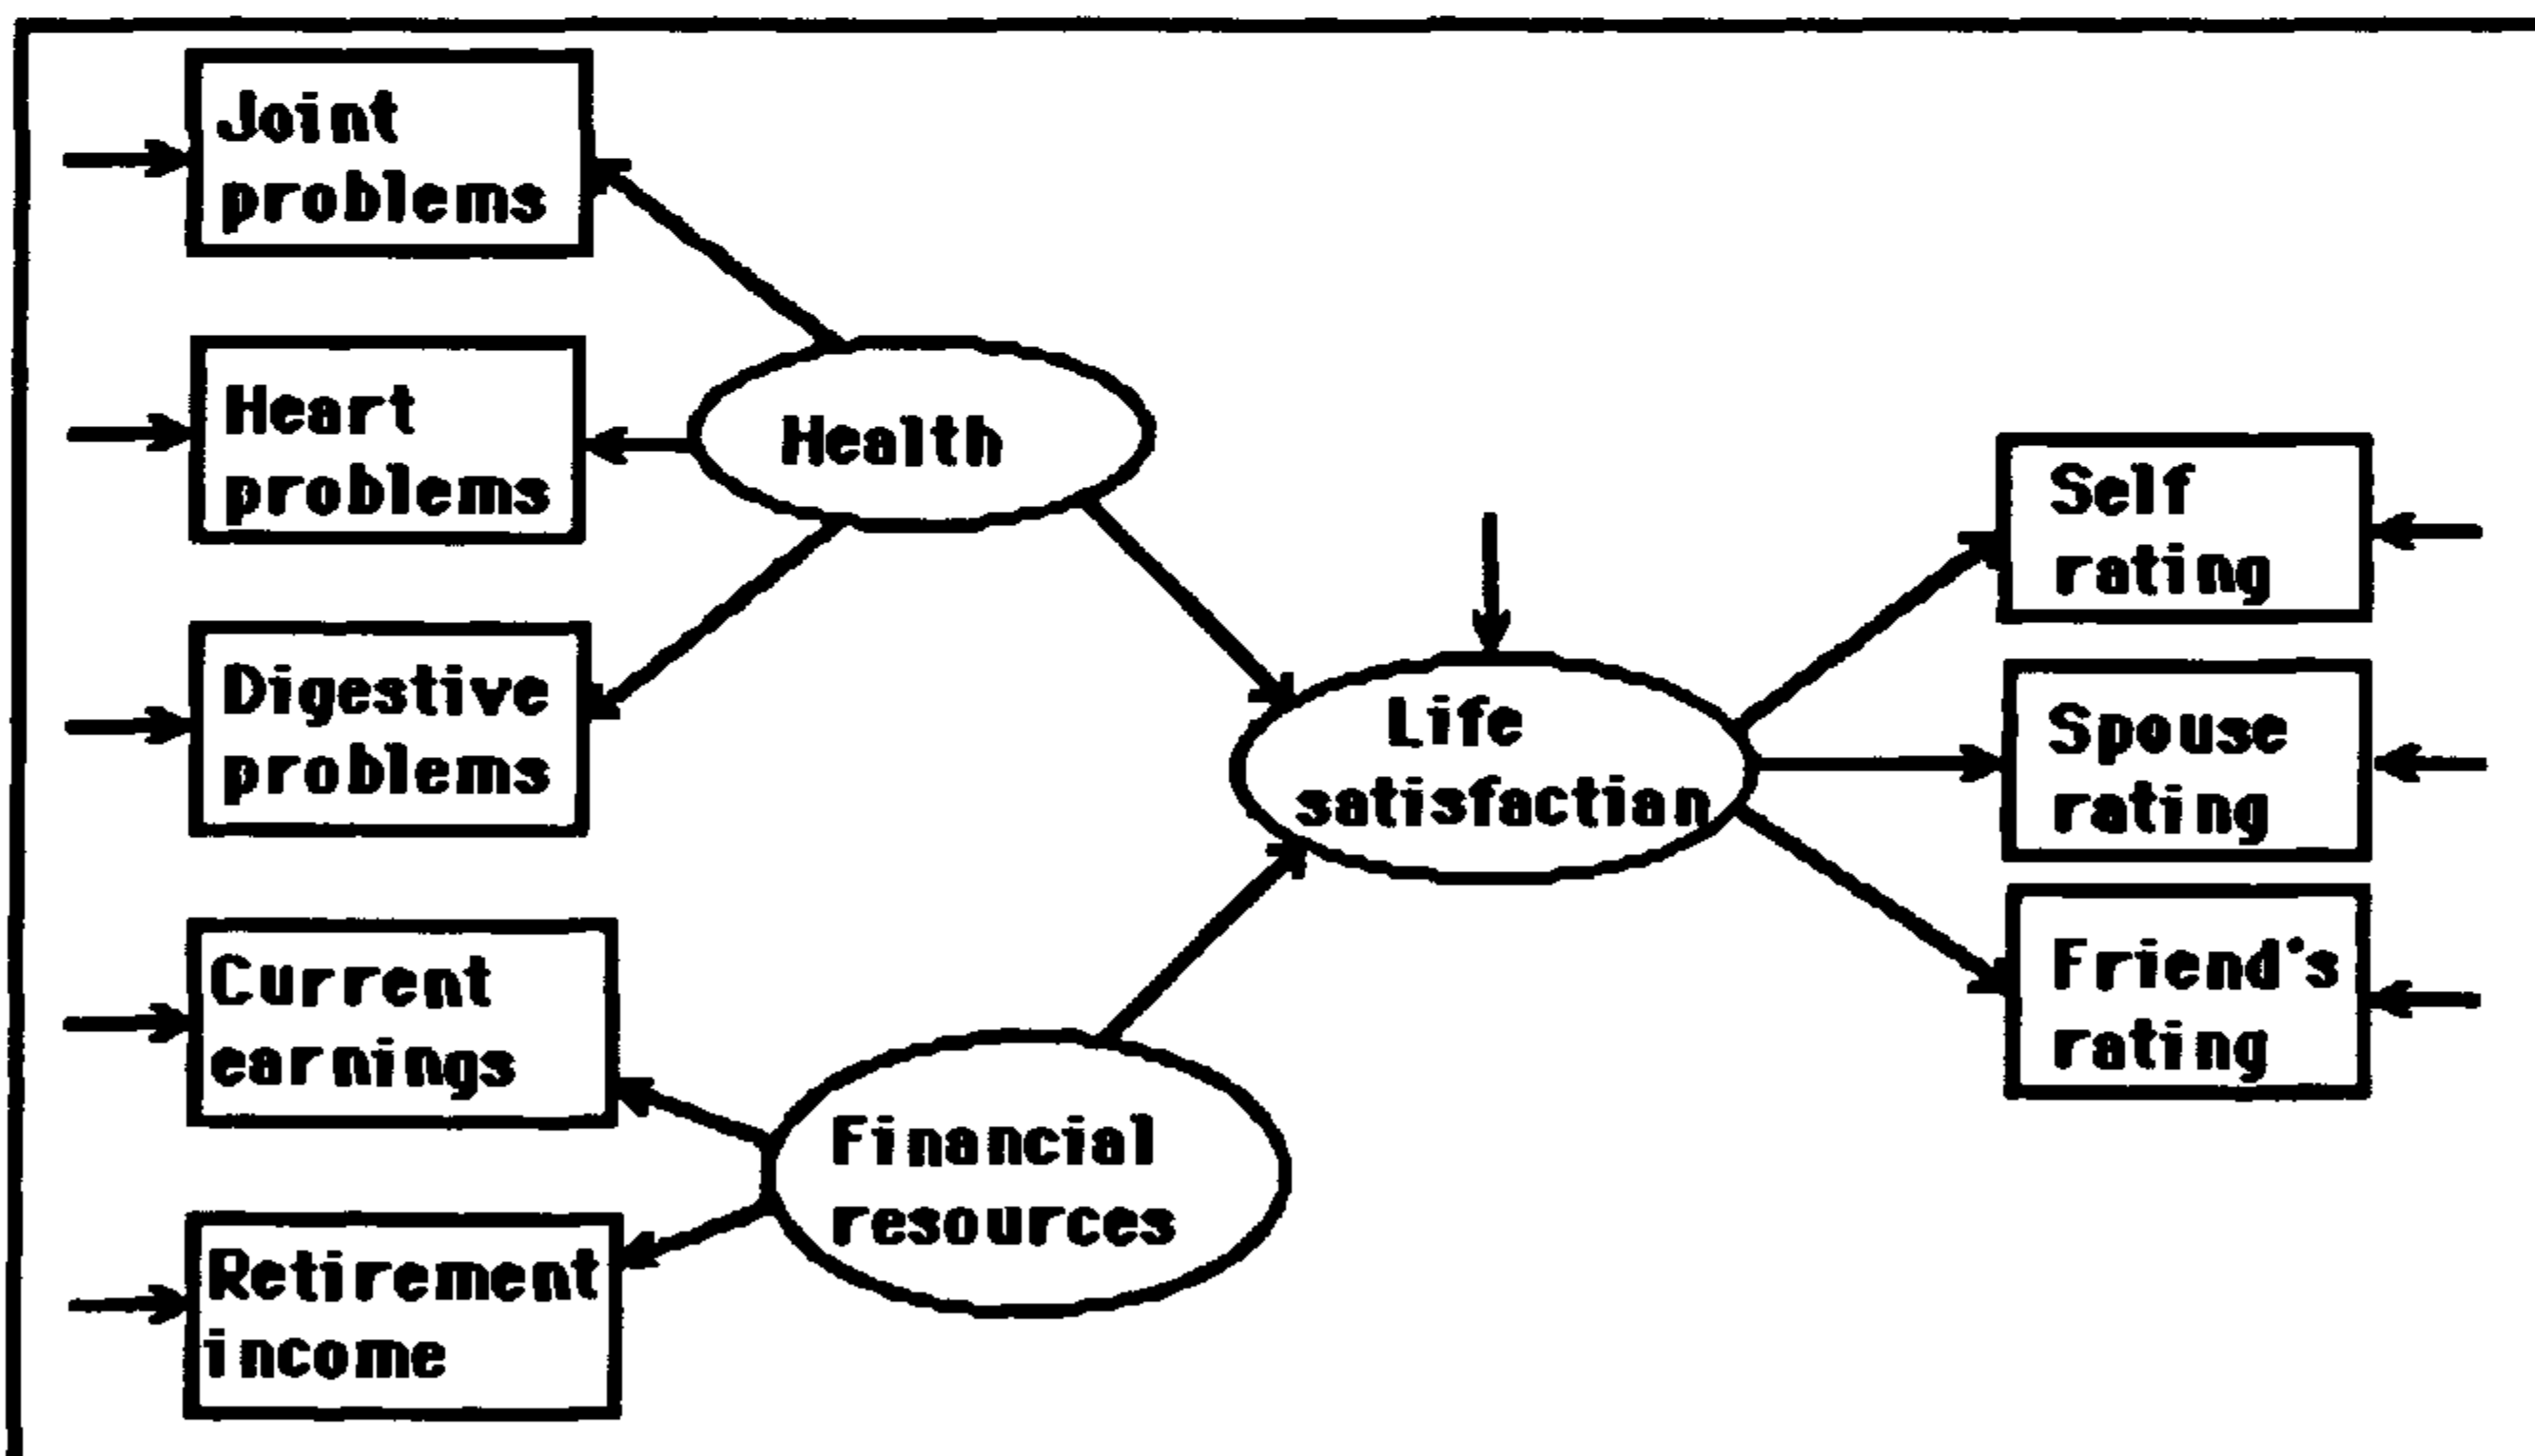 Joint
problems
Heart
problems
Health
Digestive
problems
Current
earnings
Retirement
income
Financial
resources
Life
satisfactian
Self
rating
Spouse
rating
Friend's
rating